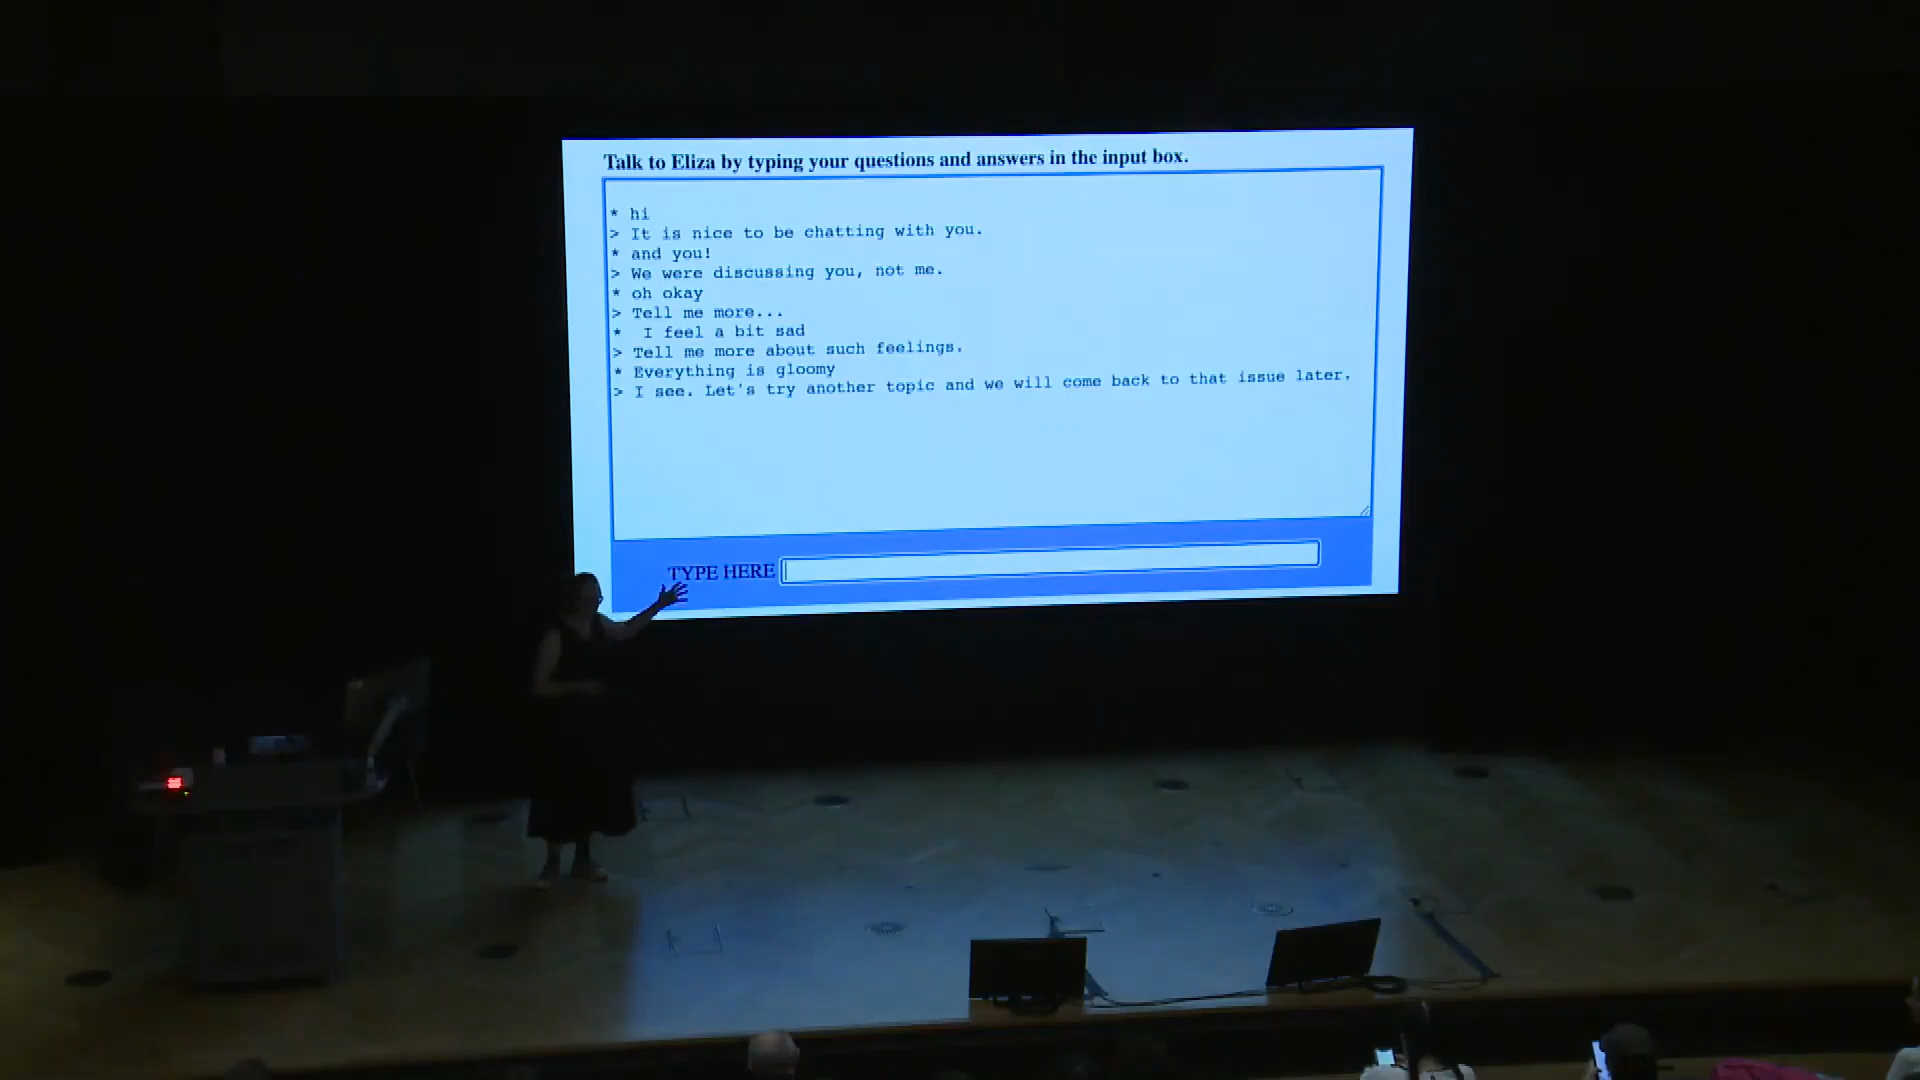 Talk to Eliza by typing your questions and answers in the input box.
* hi
> It is nice to be chatting with you.
* and you!
> We were discussing you, not me.
* oh okay
> Tell me more...
*  I feel a bit sad
> Tell me more about such feelings.
* Everything is gloomy
> I see. Let's try another topic and we will come back to that issue later.
TYPE HERE